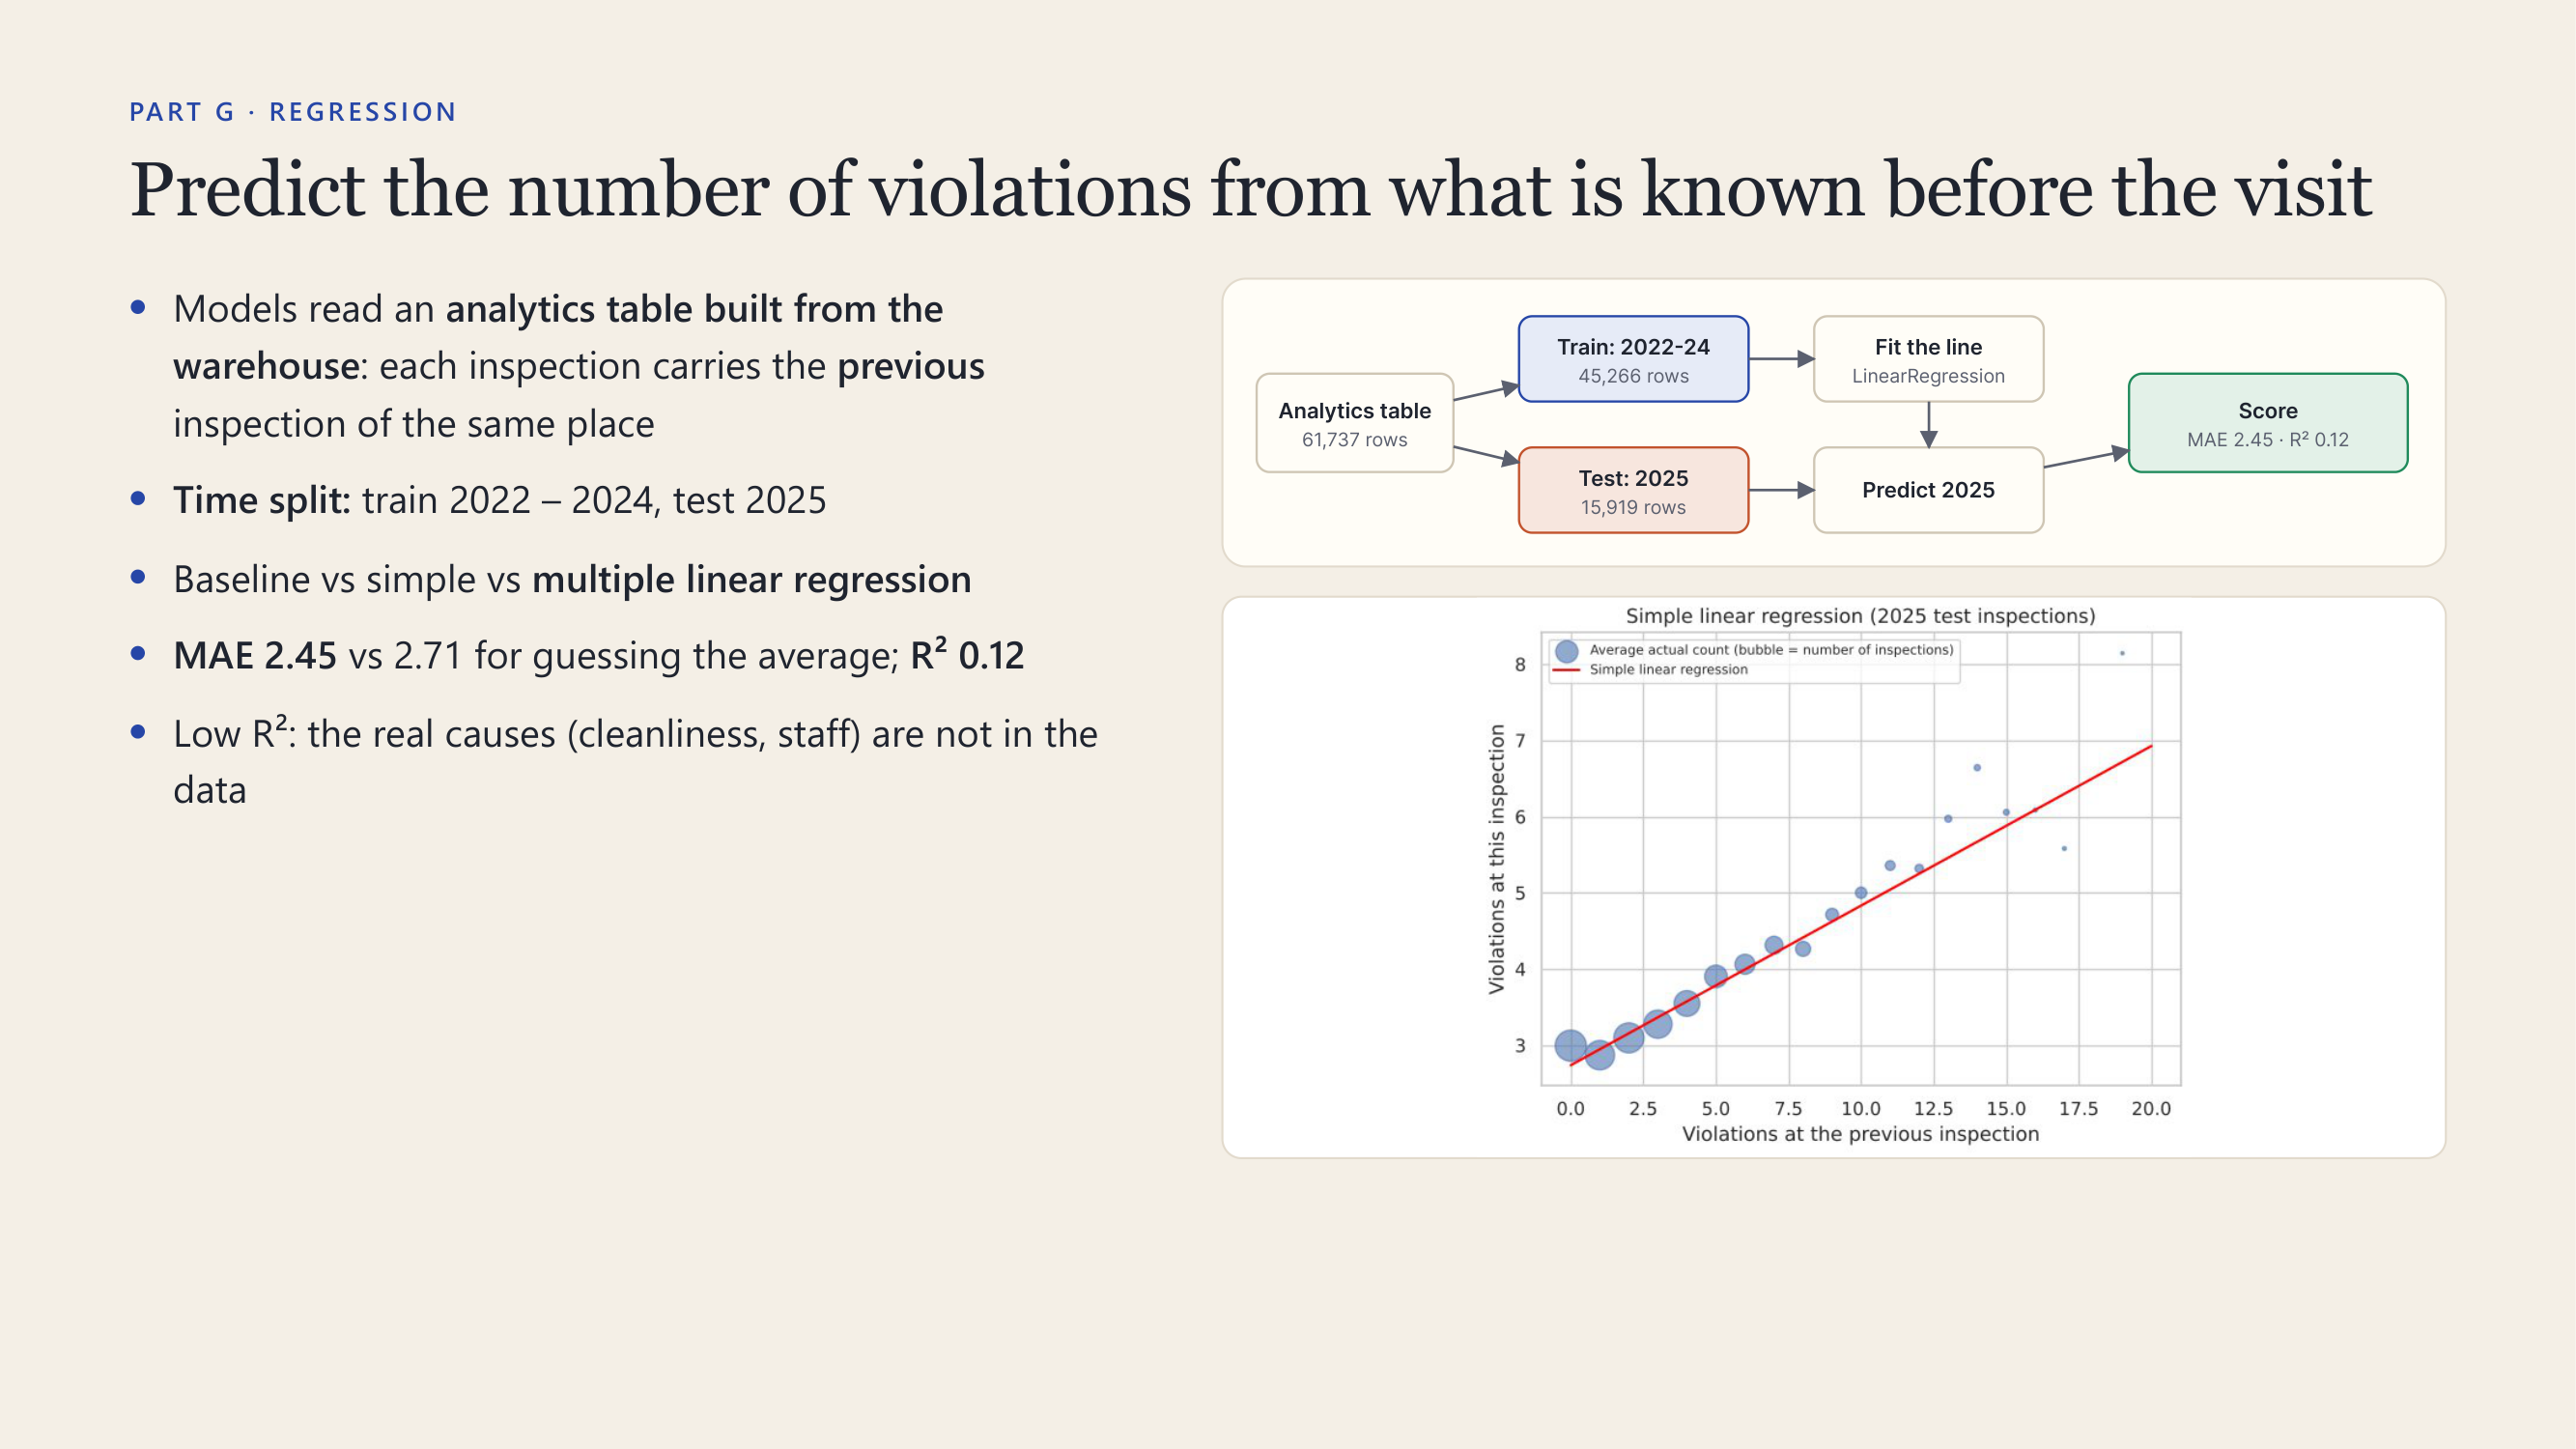 PART G · REGRESSION
Predict the number of violations from what is known before the visit
• Models read an analytics table built from the
warehouse: each inspection carries the previous
inspection of the same place
• Time split: train 2022 – 2024, test 2025
• Baseline vs simple vs multiple linear regression
• MAE 2.45 vs 2.71 for guessing the average; R² 0.12
• Low R²: the real causes (cleanliness, staff) are not in the
data
Analytics table
61,737 rows
Train: 2022-24
45,266 rows
Test: 2025
15,919 rows
Fit the line
LinearRegression
Predict 2025
Score
MAE 2.45 · R² 0.12
Simple linear regression (2025 test inspections)
Average actual count (bubble = number of inspections)
Simple linear regression
Violations at this inspection
8
7
6
5
4
3
0.0 2.5 5.0 7.5 10.0 12.5 15.0 17.5 20.0
Violations at the previous inspection